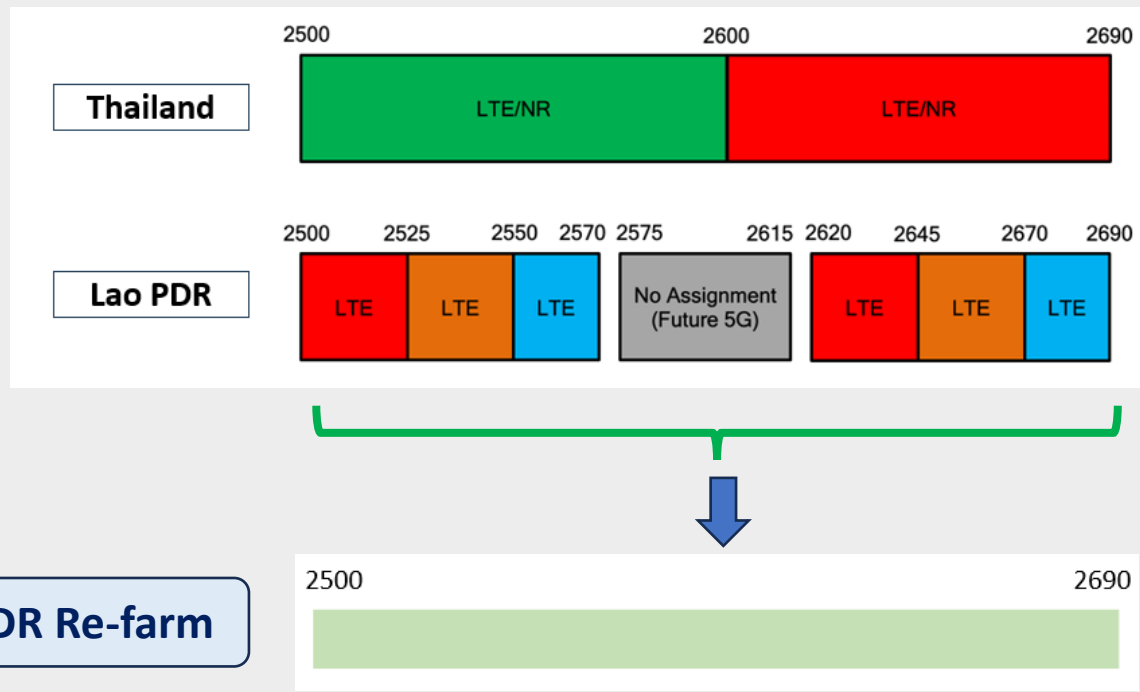 2500 2600 2690
Thailand LTE/NR LTE/NR
2500 2525 2550 2570 2575 2615 2620 2645 2670 2690
Lao PDR LTE LTE LTE No Assignment LTE LTE LTE
(Future 5G)
2500 2690
DR Re-farm